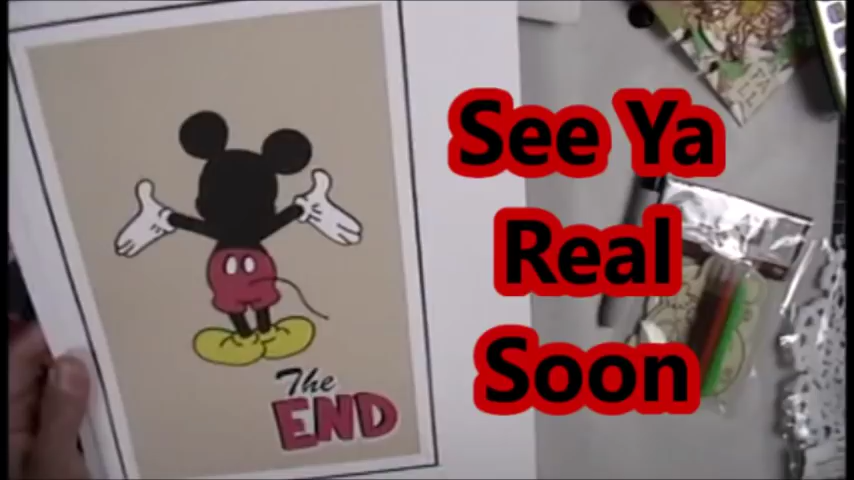 The
END
See Ya
Real
Soon